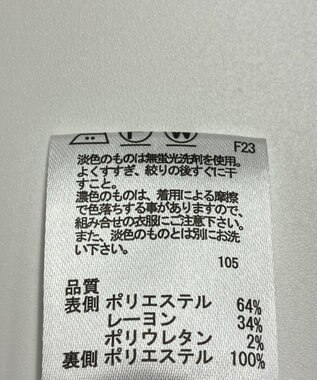 P W
F23
淡色のものは無蛍光洗剤を使用。
よくすすぎ、絞りの後すぐに干
すこと。
濃色のものは、着用による摩擦
で色落ちする事がありますので、
組み合せの衣服にご注意下さい。
また、淡色のものとは別にお洗
い下さい。
105
品質
表側 ポリエステル 64%
レーヨン 34%
ポリウレタン 2%
裏側 ポリエステル 100%